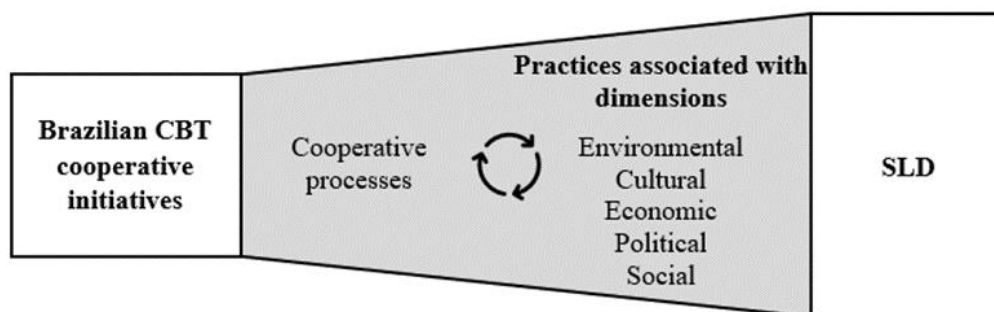 Brazilian CBT
cooperative
initiatives
Cooperative
processes
Practices associated with
dimensions
Environmental
Cultural
Economic
Political
Social
SLD